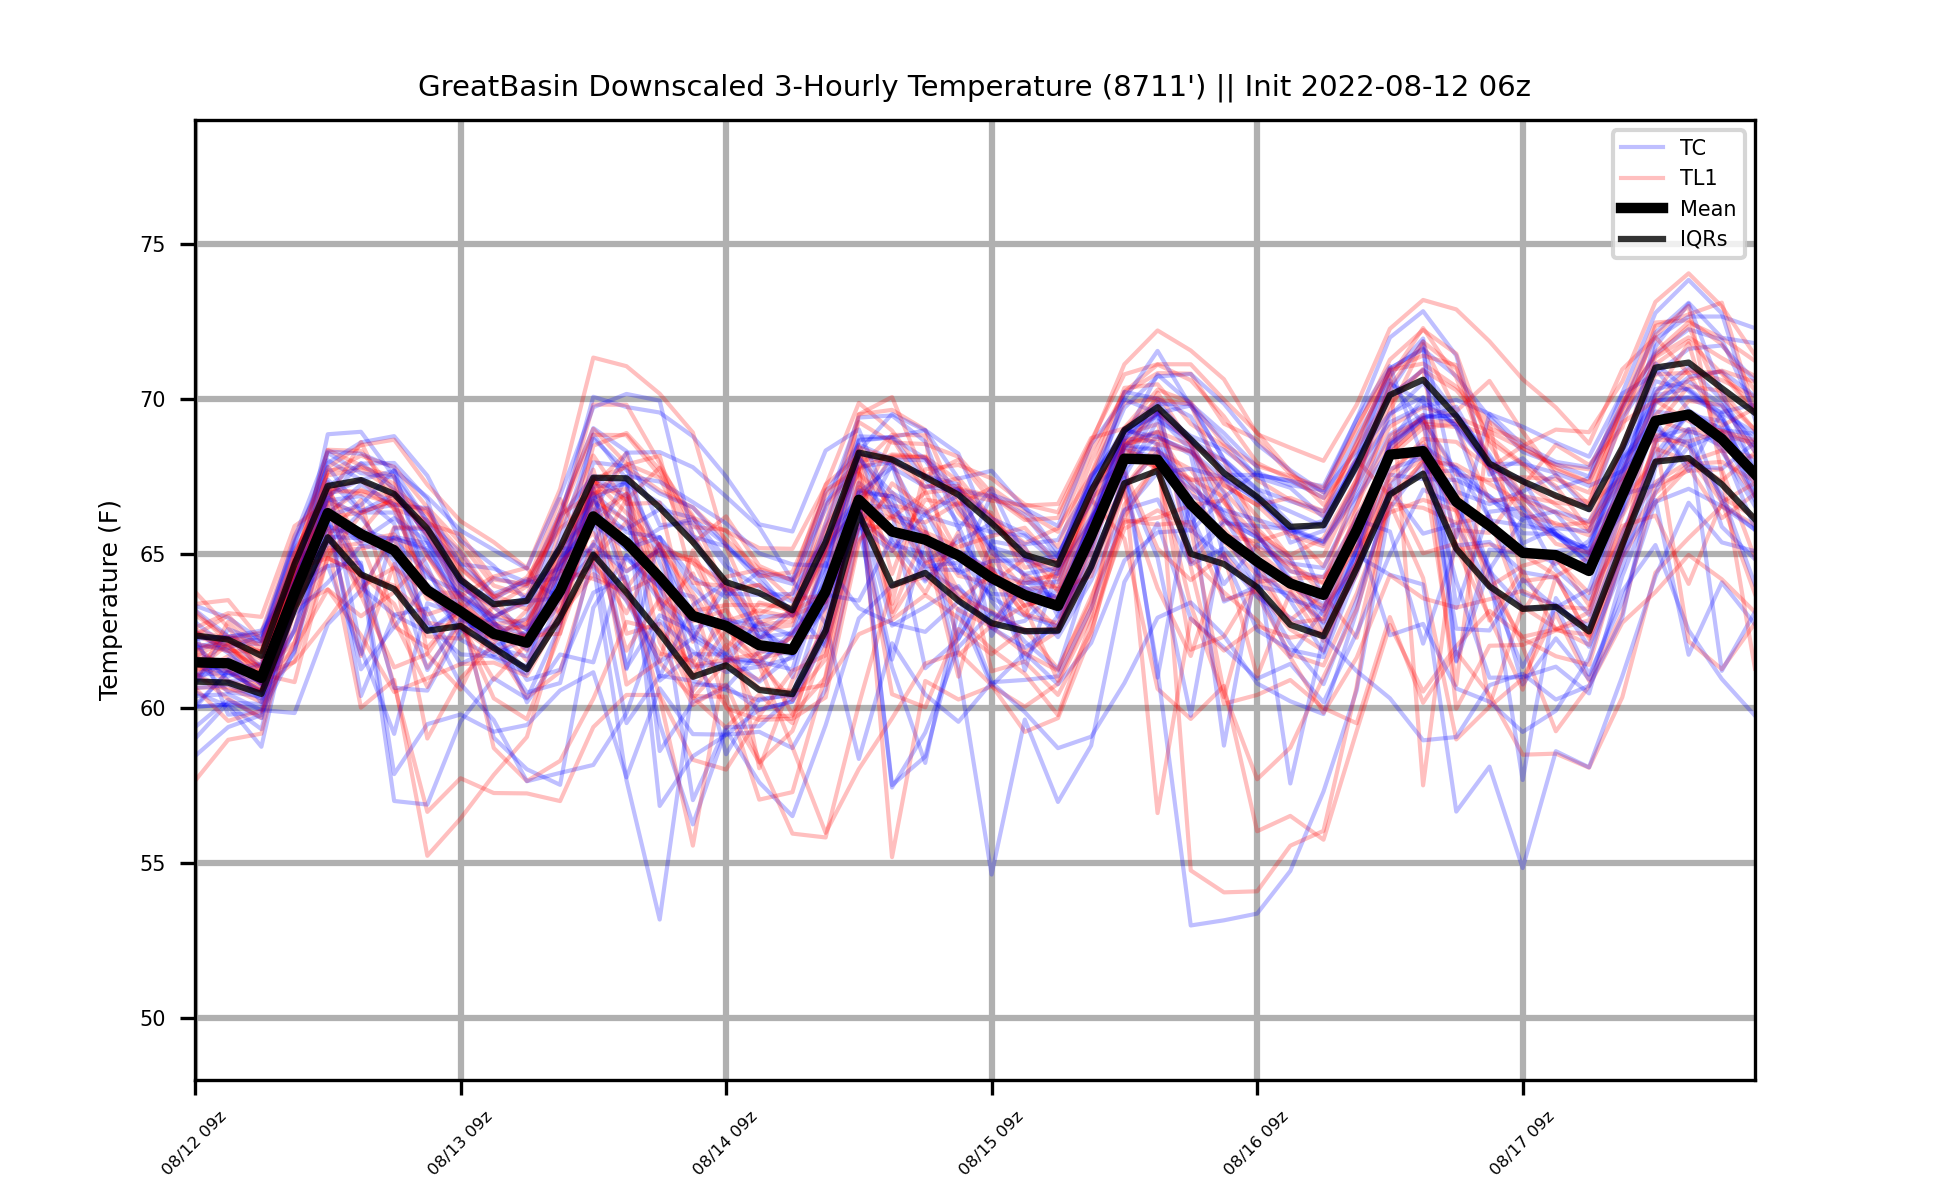 GreatBasin Downscaled 3-Hourly Temperature (8711') || Init 2022-08-12 06z
TC
TL1
Mean
IQRs
Temperature (F)
75
70
65
60
55
50
08/12 09z
08/13 09z
08/14 09z
08/15 09z
08/16 09z
08/17 09z